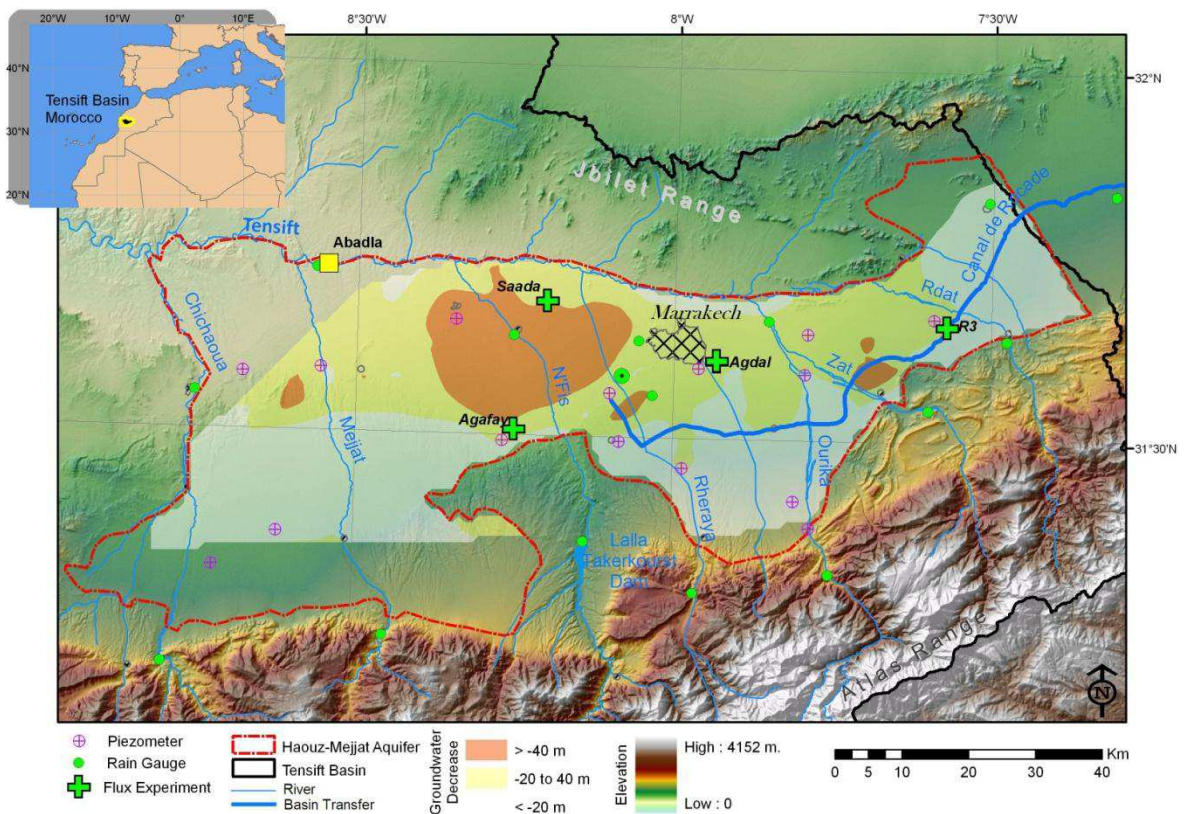 20°W 10°W 0° 10°E
40°N
30°N
20°N
Tensift Basin
Morocco
8°30'W 8°W 7°30'W
32°N
31°30'N
Jbilet Range
Tensift
Abadla
Chichaoua
Saada
Marrakech
Canal de Rocade
Rdat
R3
Agdal
Zat
N'Fis
Agafay
Mejjat
Ourika
Rheraya
Lalla
Takerkoust
Dam
Atlas Range
N
Piezometer
Rain Gauge
Flux Experiment
Haouz-Mejjat Aquifer
Tensift Basin
River
Basin Transfer
Groundwater
Decrease
> -40 m
-20 to 40 m
< -20 m
Elevation
High : 4152 m.
Low : 0
Km
0 5 10 20 30 40